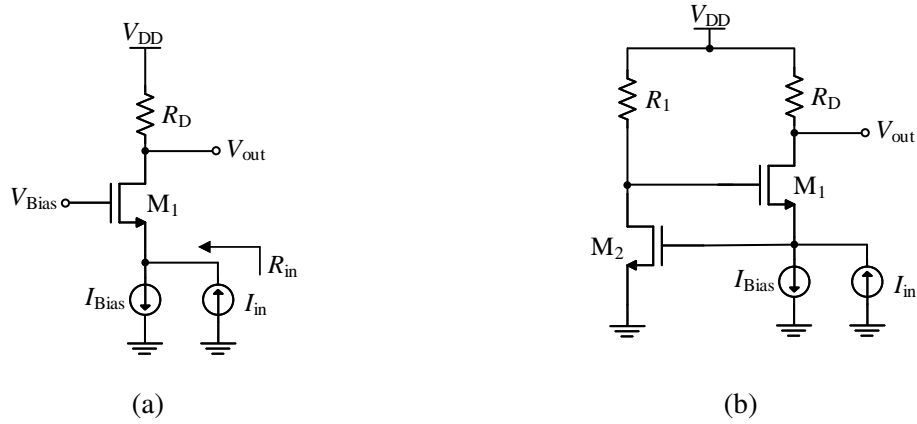 V_DD
R_D
V_out
V_Bias
M_1
R_in
I_Bias
I_in
(a)
V_DD
R_1
R_D
V_out
M_1
M_2
I_Bias
I_in
(b)